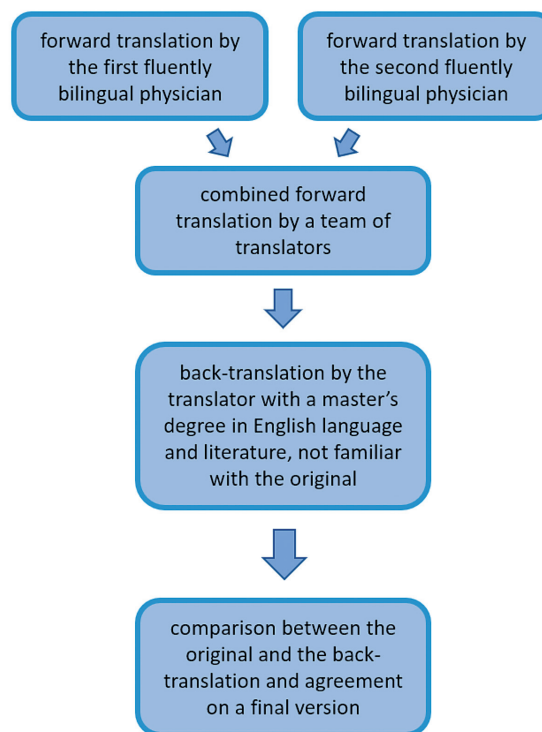 forward translation by
the first fluently
bilingual physician
forward translation by
the second fluently
bilingual physician
combined forward
translation by a team of
translators
back-translation by the
translator with a master’s
degree in English language
and literature, not familiar
with the original
comparison between the
original and the back-
translation and agreement
on a final version